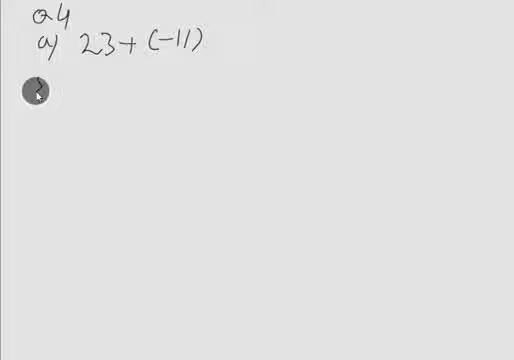 Q4
a) 23 + (-11)